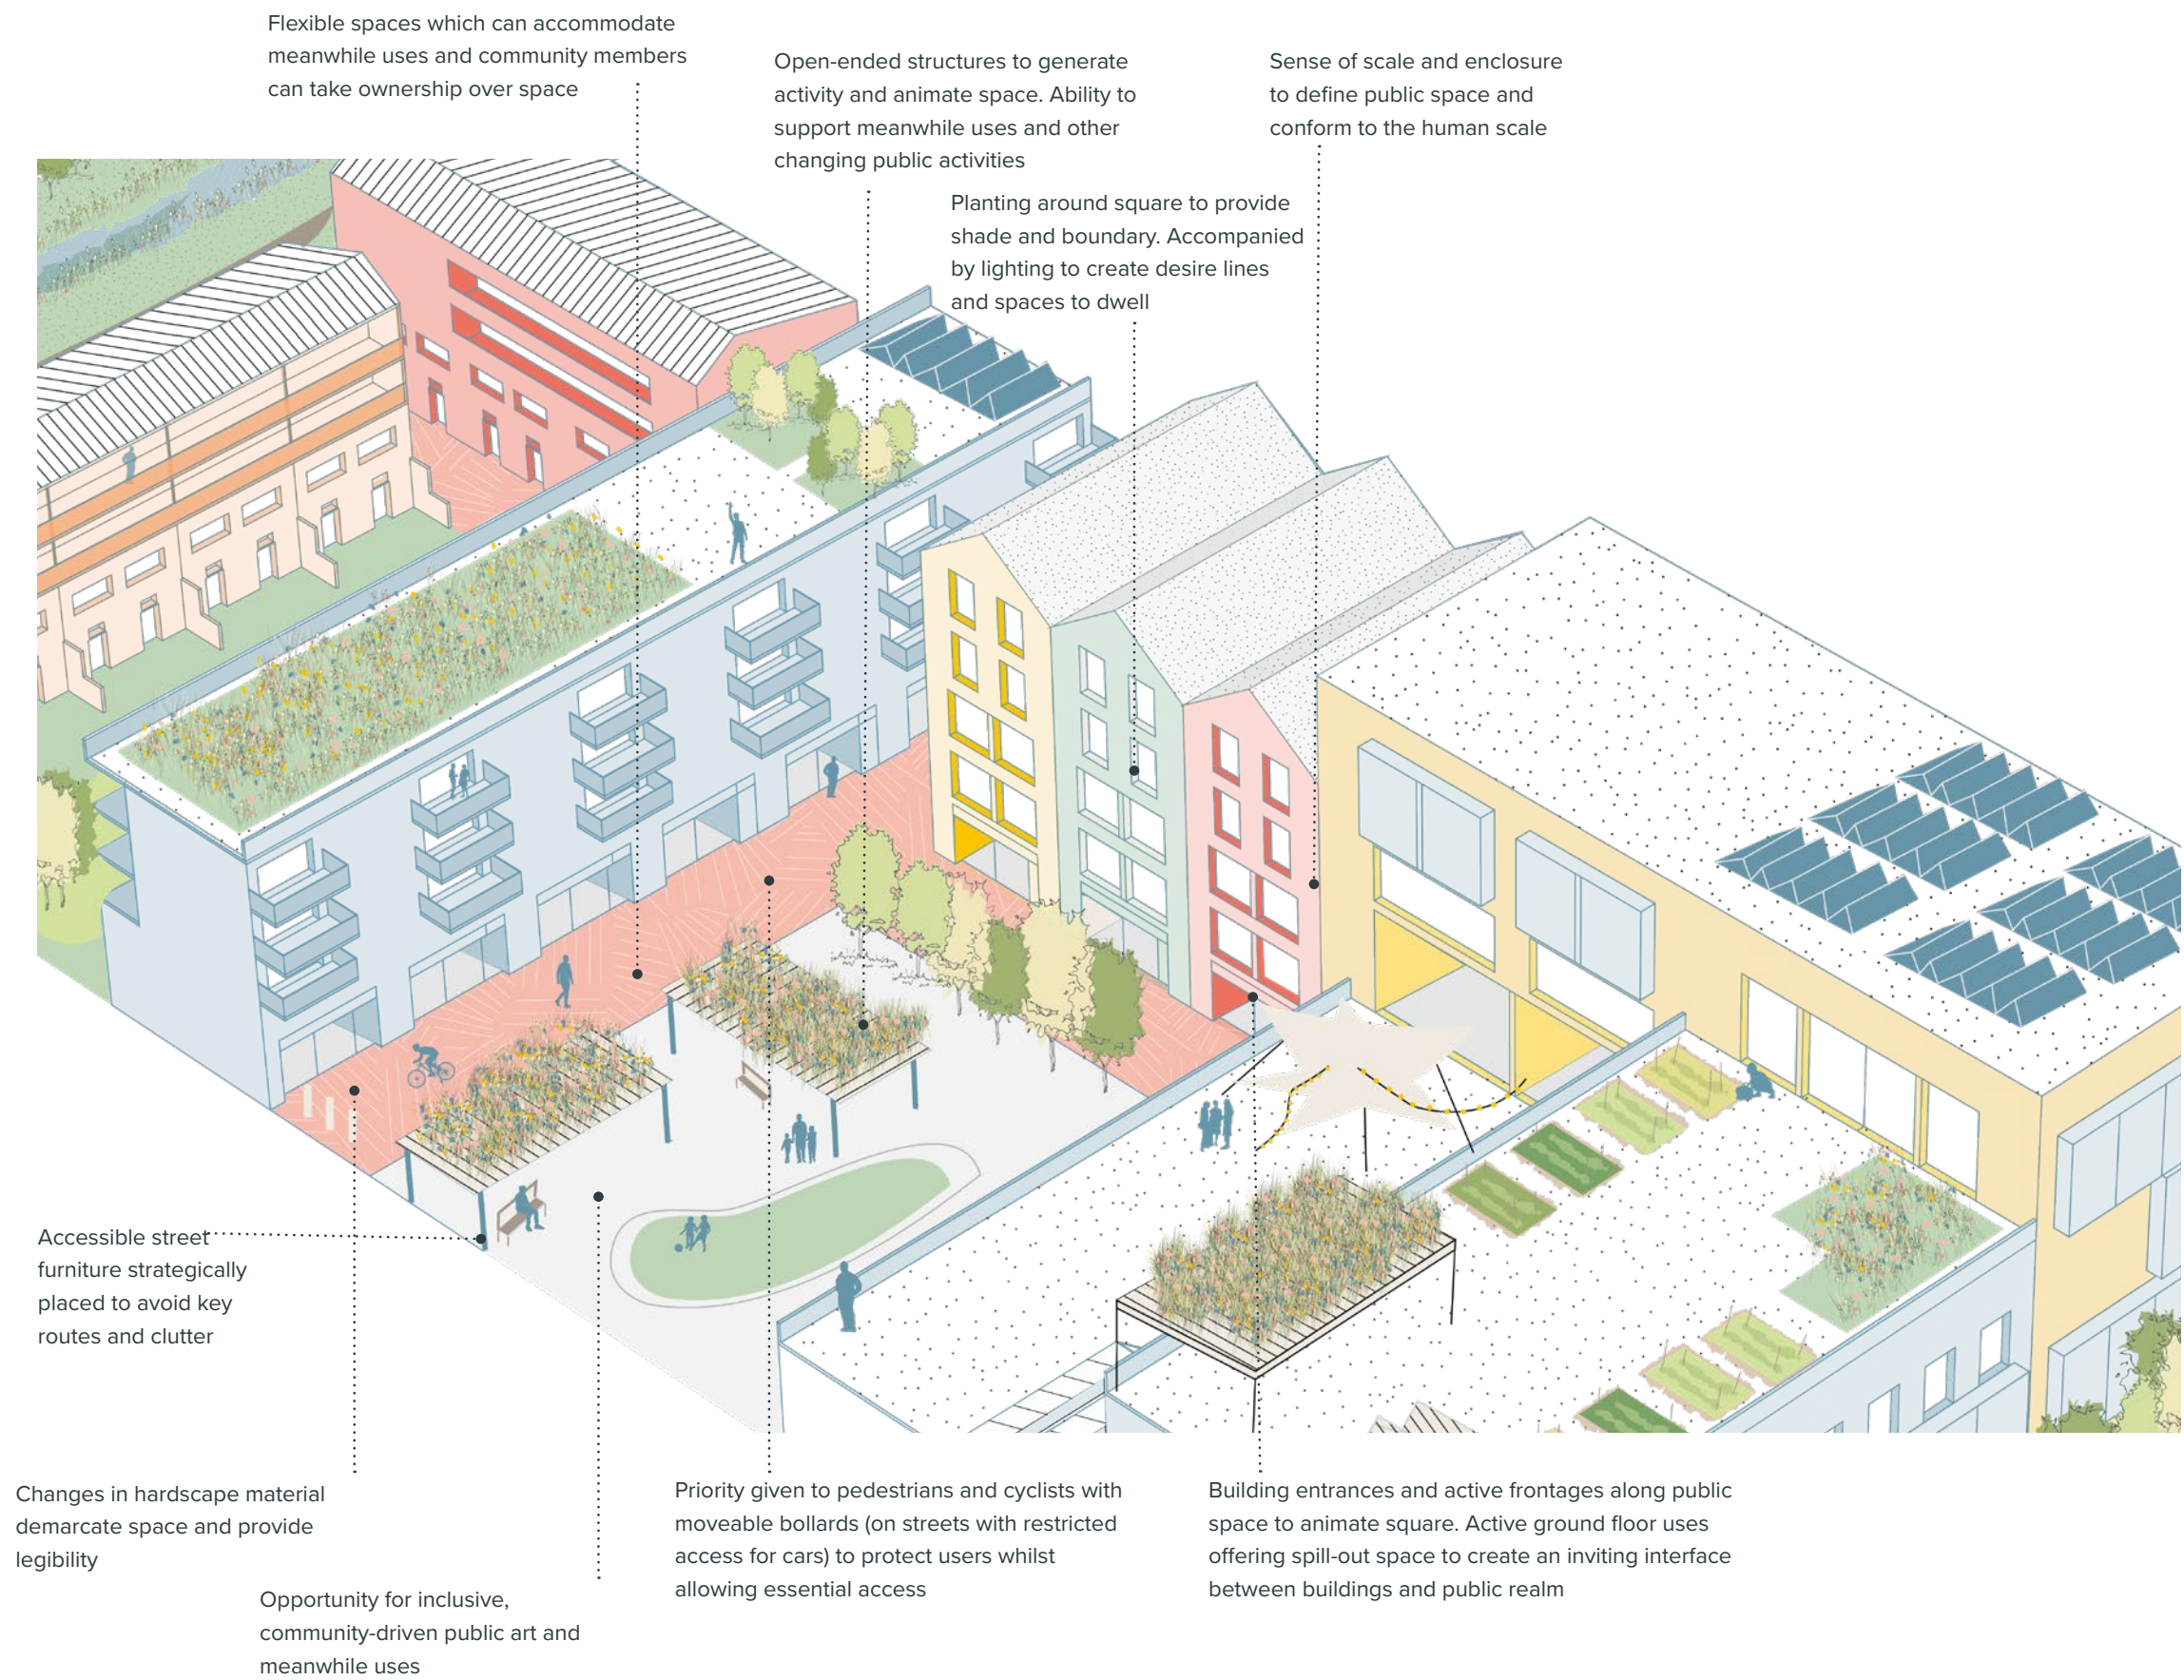 Flexible spaces which can accommodate
meanwhile uses and community members
can take ownership over space
Open-ended structures to generate
activity and animate space. Ability to
support meanwhile uses and other
changing public activities
Sense of scale and enclosure
to define public space and
conform to the human scale
Planting around square to provide
shade and boundary. Accompanied
by lighting to create desire lines
and spaces to dwell
Accessible street
furniture strategically
placed to avoid key
routes and clutter
Changes in hardscape material
demarcate space and provide
legibility
Opportunity for inclusive,
community-driven public art and
meanwhile uses
Priority given to pedestrians and cyclists with
moveable bollards (on streets with restricted
access for cars) to protect users whilst
allowing essential access
Building entrances and active frontages along public
space to animate square. Active ground floor uses
offering spill-out space to create an inviting interface
between buildings and public realm